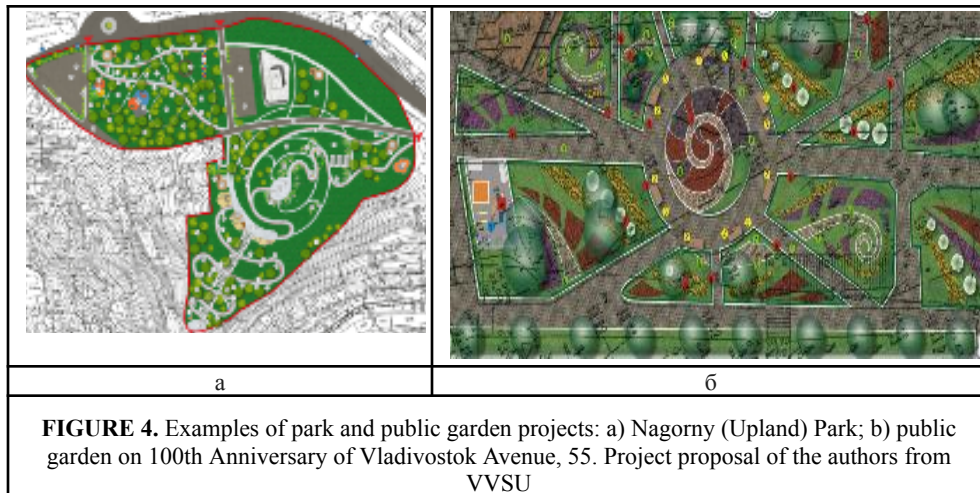 а
б
FIGURE 4. Examples of park and public garden projects: a) Nagorny (Upland) Park; b) public
garden on 100th Anniversary of Vladivostok Avenue, 55. Project proposal of the authors from
VVSU